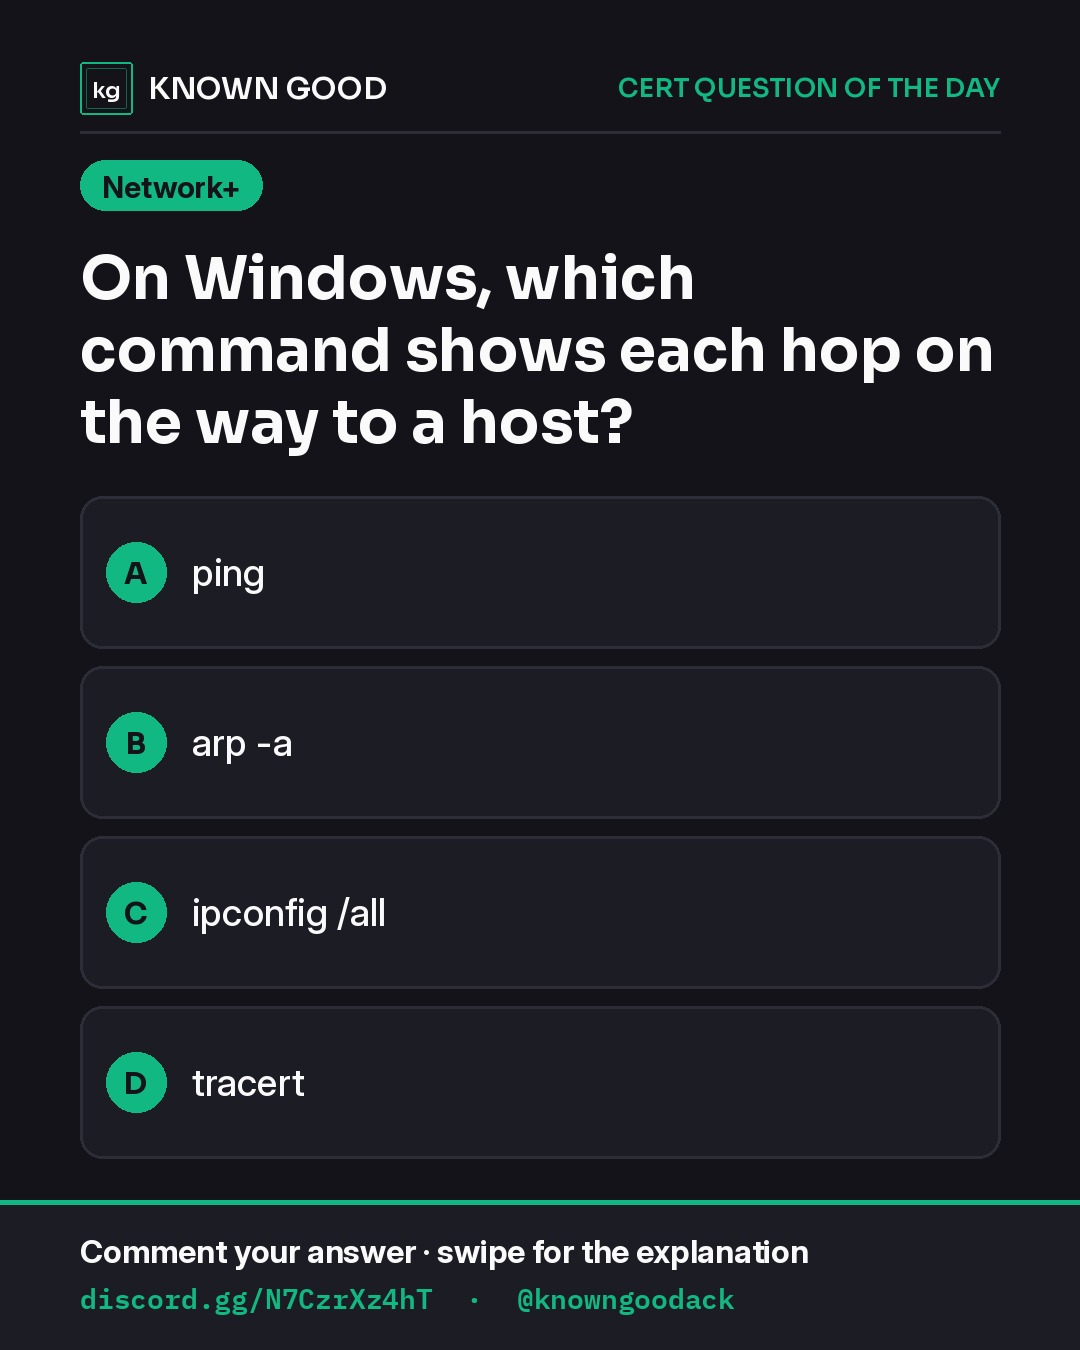 kg KNOWN GOOD
CERT QUESTION OF THE DAY
Network+
On Windows, which
command shows each hop on
the way to a host?
A ping
B arp -a
C ipconfig /all
D tracert
Comment your answer · swipe for the explanation
discord.gg/N7CzrXz4hT · @knowngoodack